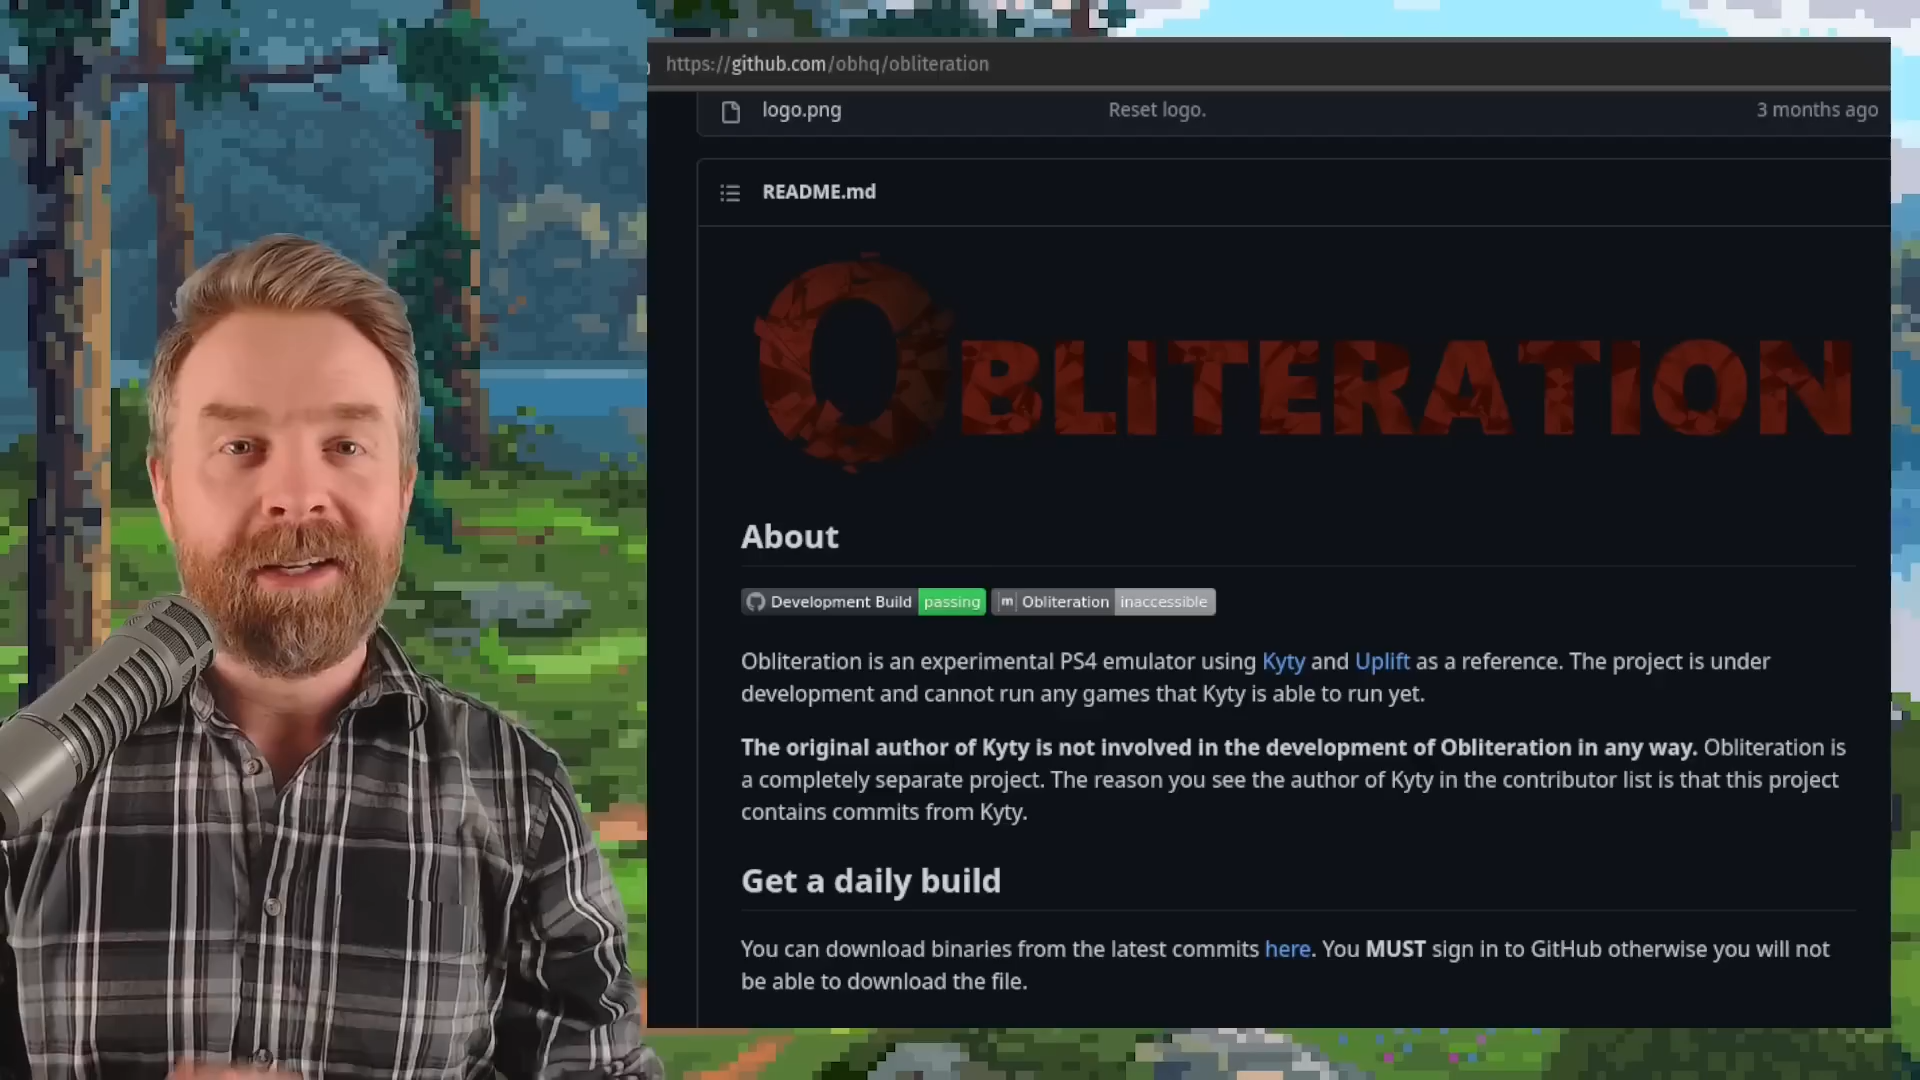 https://github.com/obhq/obliteration
logo.png Reset logo. 3 months ago
README.md
OBLITERATION
About
Development Build passing m Obliteration inaccessible
Obliteration is an experimental PS4 emulator using Kyty and Uplift as a reference. The project is under
development and cannot run any games that Kyty is able to run yet.
The original author of Kyty is not involved in the development of Obliteration in any way. Obliteration is
a completely separate project. The reason you see the author of Kyty in the contributor list is that this project
contains commits from Kyty.
Get a daily build
You can download binaries from the latest commits here. You MUST sign in to GitHub otherwise you will not
be able to download the file.